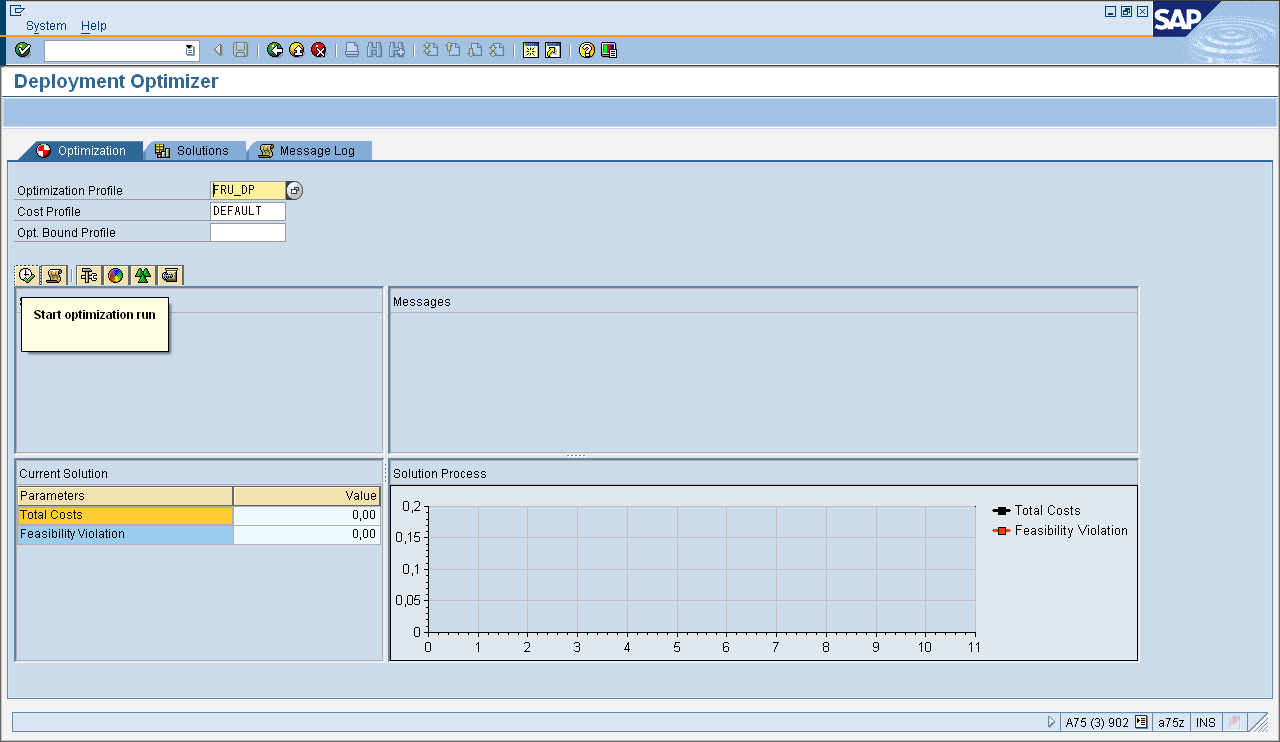 System Help
SAP
Deployment Optimizer
Optimization Solutions Message Log
Optimization Profile FRU_DP
Cost Profile DEFAULT
Opt. Bound Profile
Start optimization run
Messages
Current Solution
Parameters Value
Total Costs 0,00
Feasibility Violation 0,00
Solution Process
0,2
0,15
0,1
0,05
0
0 1 2 3 4 5 6 7 8 9 10 11
Total Costs
Feasibility Violation
A75 (3) 902 a75z INS